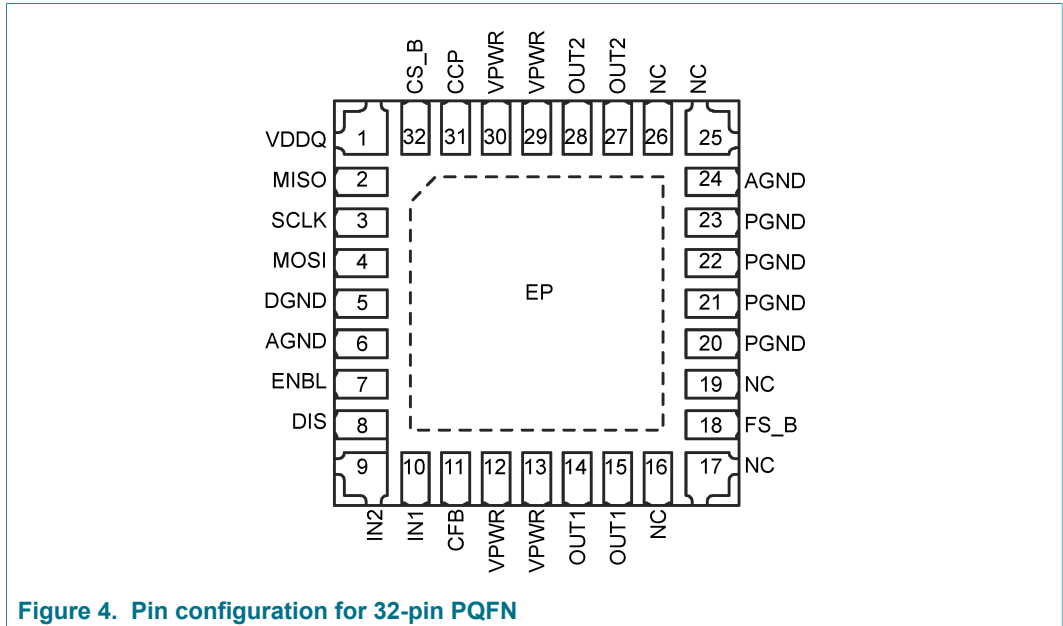 CS_B CCP VPWR VPWR OUT2 OUT2 NC NC
VDDQ 1 32 31 30 29 28 27 26 25
MISO 2 24 AGND
SCLK 3 23 PGND
MOSI 4 22 PGND
EP
DGND 5 21 PGND
AGND 6 20 PGND
ENBL 7 19 NC
DIS 8 18 FS_B
9 10 11 12 13 14 15 16 17 NC
IN2 IN1 CFB VPWR VPWR OUT1 OUT1 NC
Figure 4. Pin configuration for 32-pin PQFN